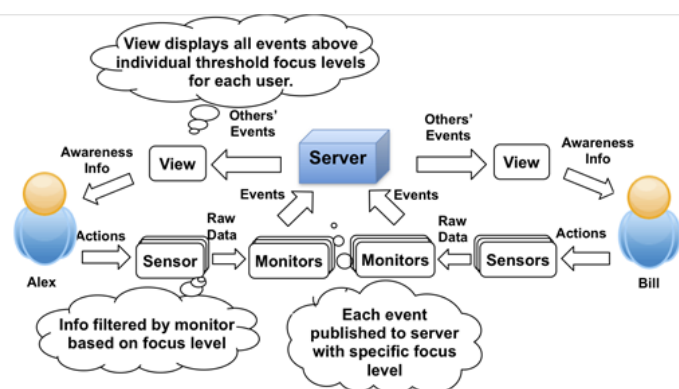 View displays all events above
individual threshold focus levels
for each user.
Others'
Events
Others'
Events
Awareness
Info
View
Server
View
Awareness
Info
Events
Events
Actions
Raw
Data
Raw
Data
Actions
Sensor
Monitors
Monitors
Sensors
Alex
Bill
Info filtered by monitor
based on focus level
Each event
published to server
with specific focus
level